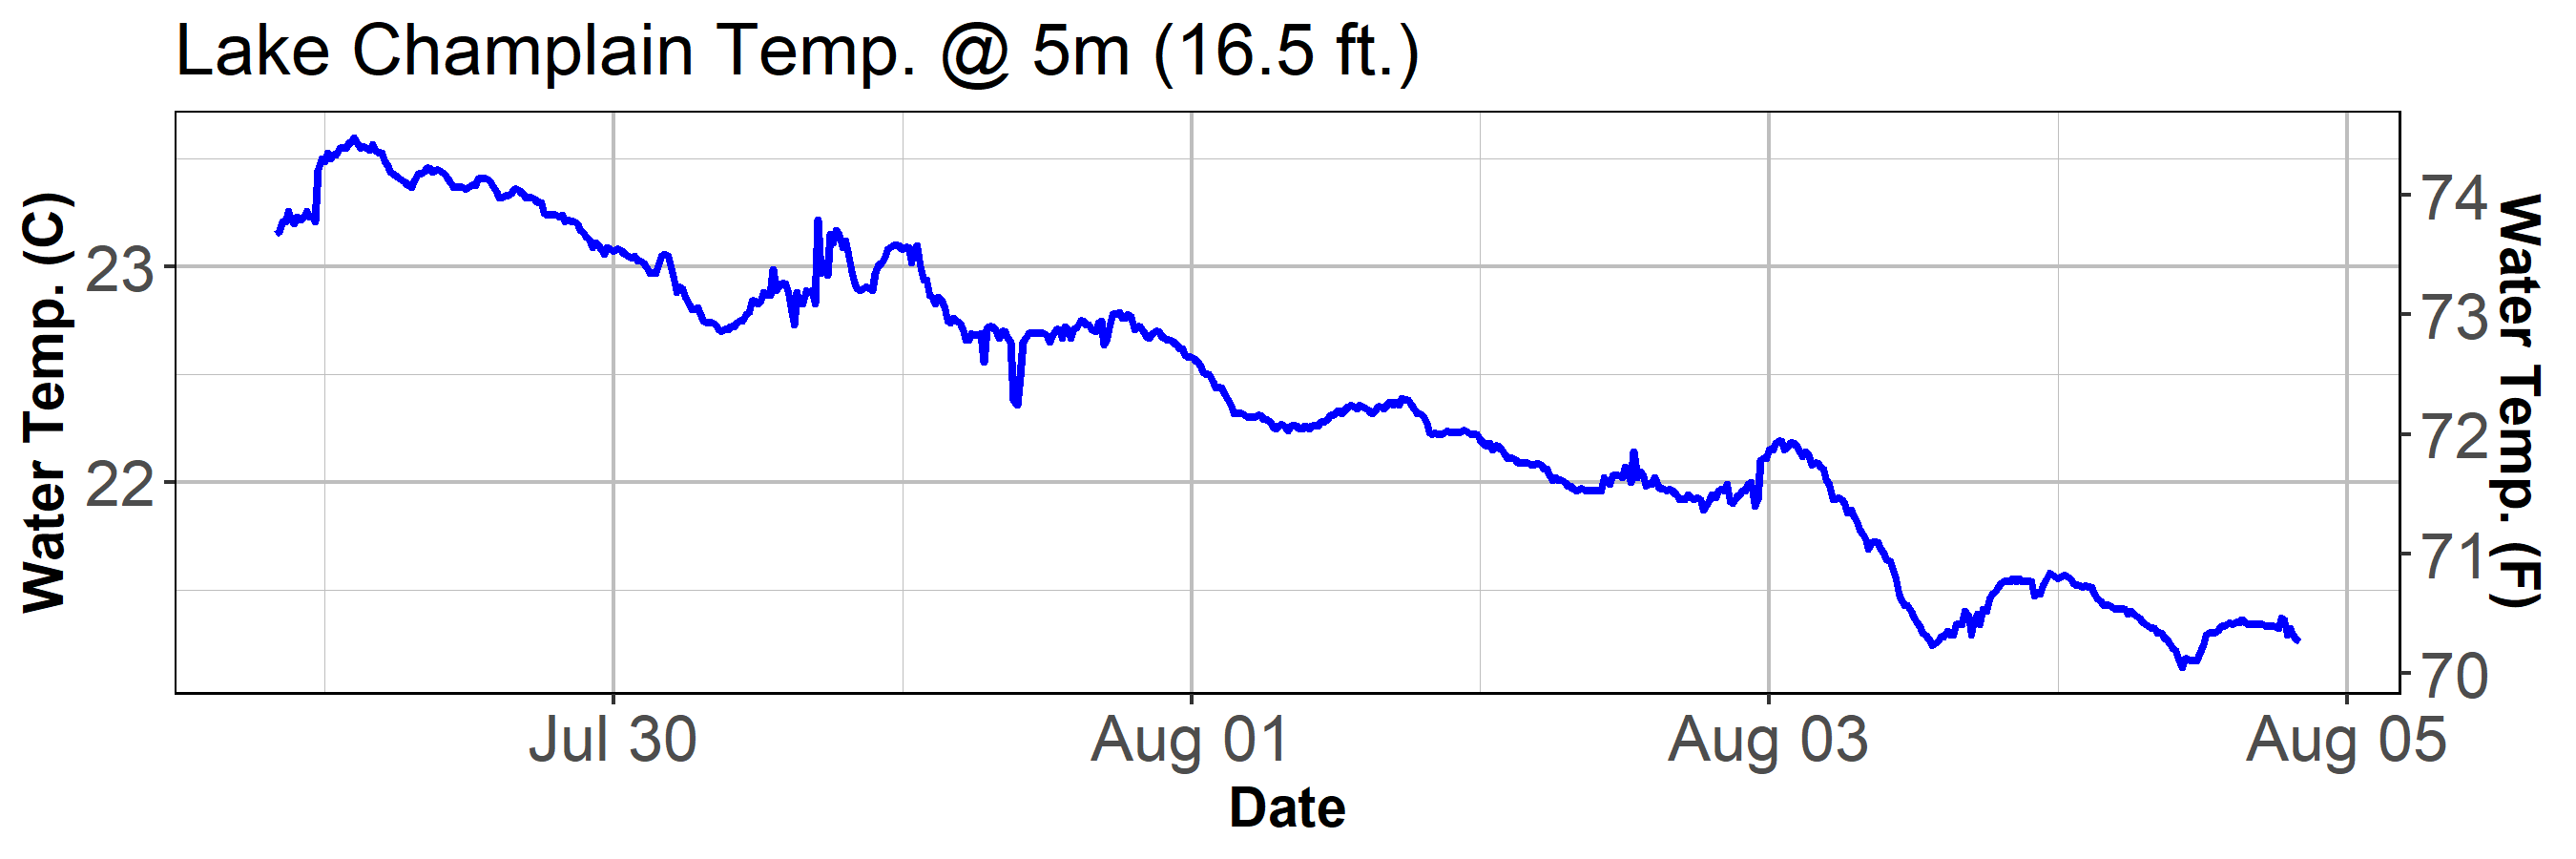 Lake Champlain Temp. @ 5m (16.5 ft.)
Water Temp. (C)
23
22
74
73
72
71
70
Water Temp. (F)
Jul 30
Aug 01
Aug 03
Aug 05
Date